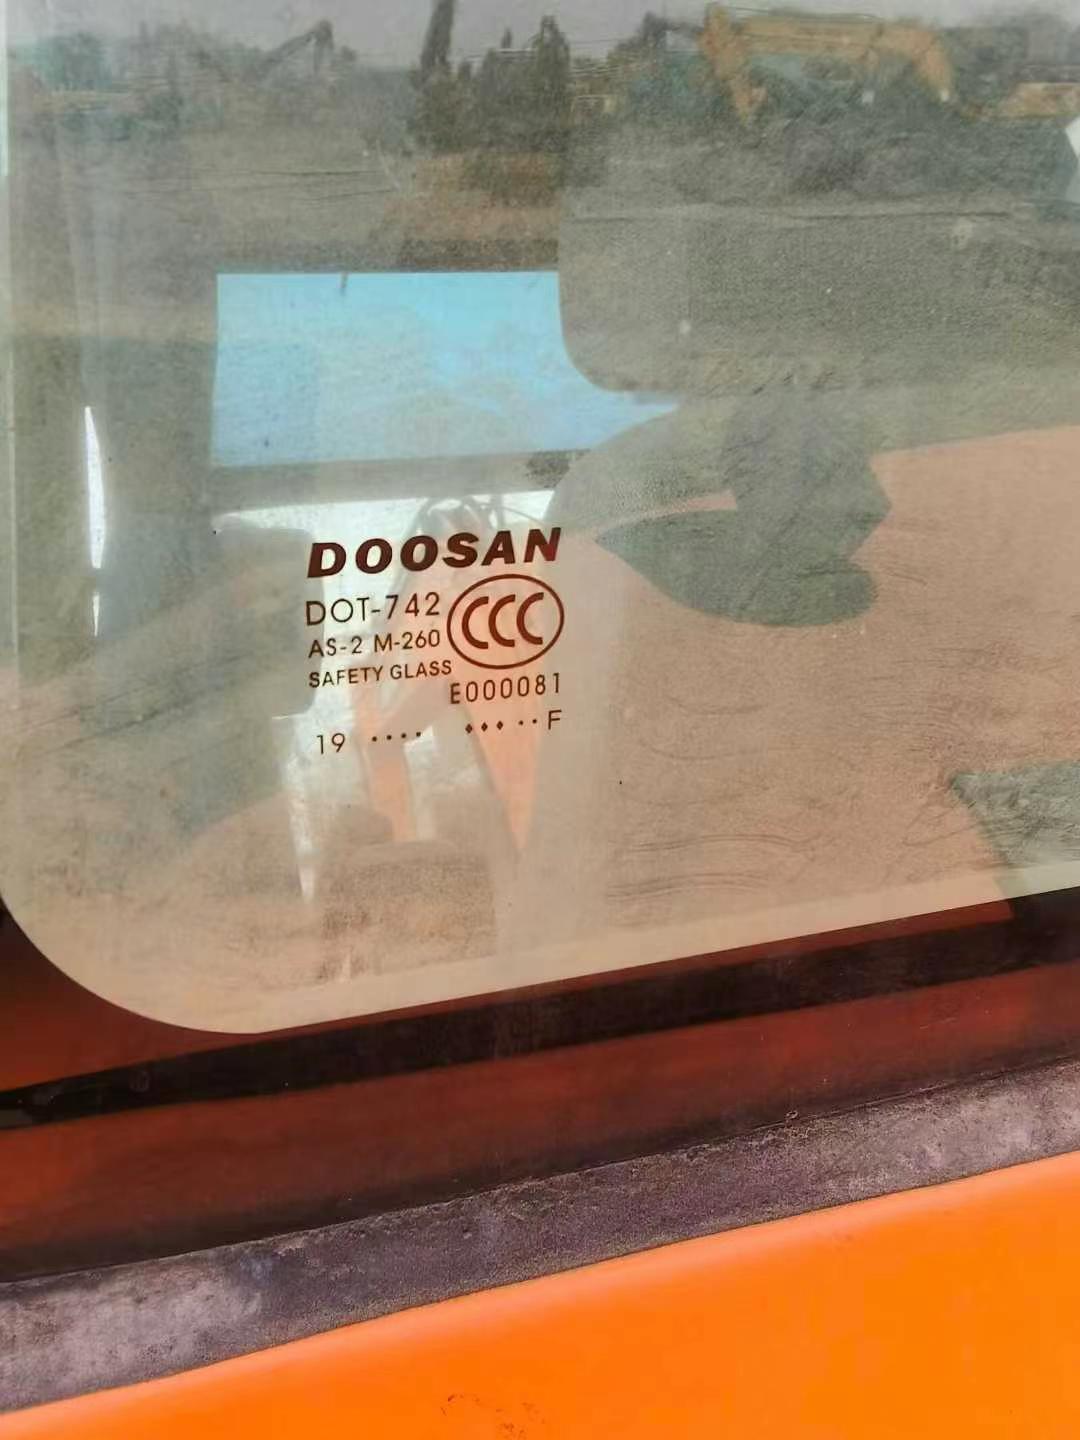 DOOSAN
DOT-742
AS-2 M-260
CCC
SAFETY GLASS
E000081
19 •••• ♦♦♦ •• F